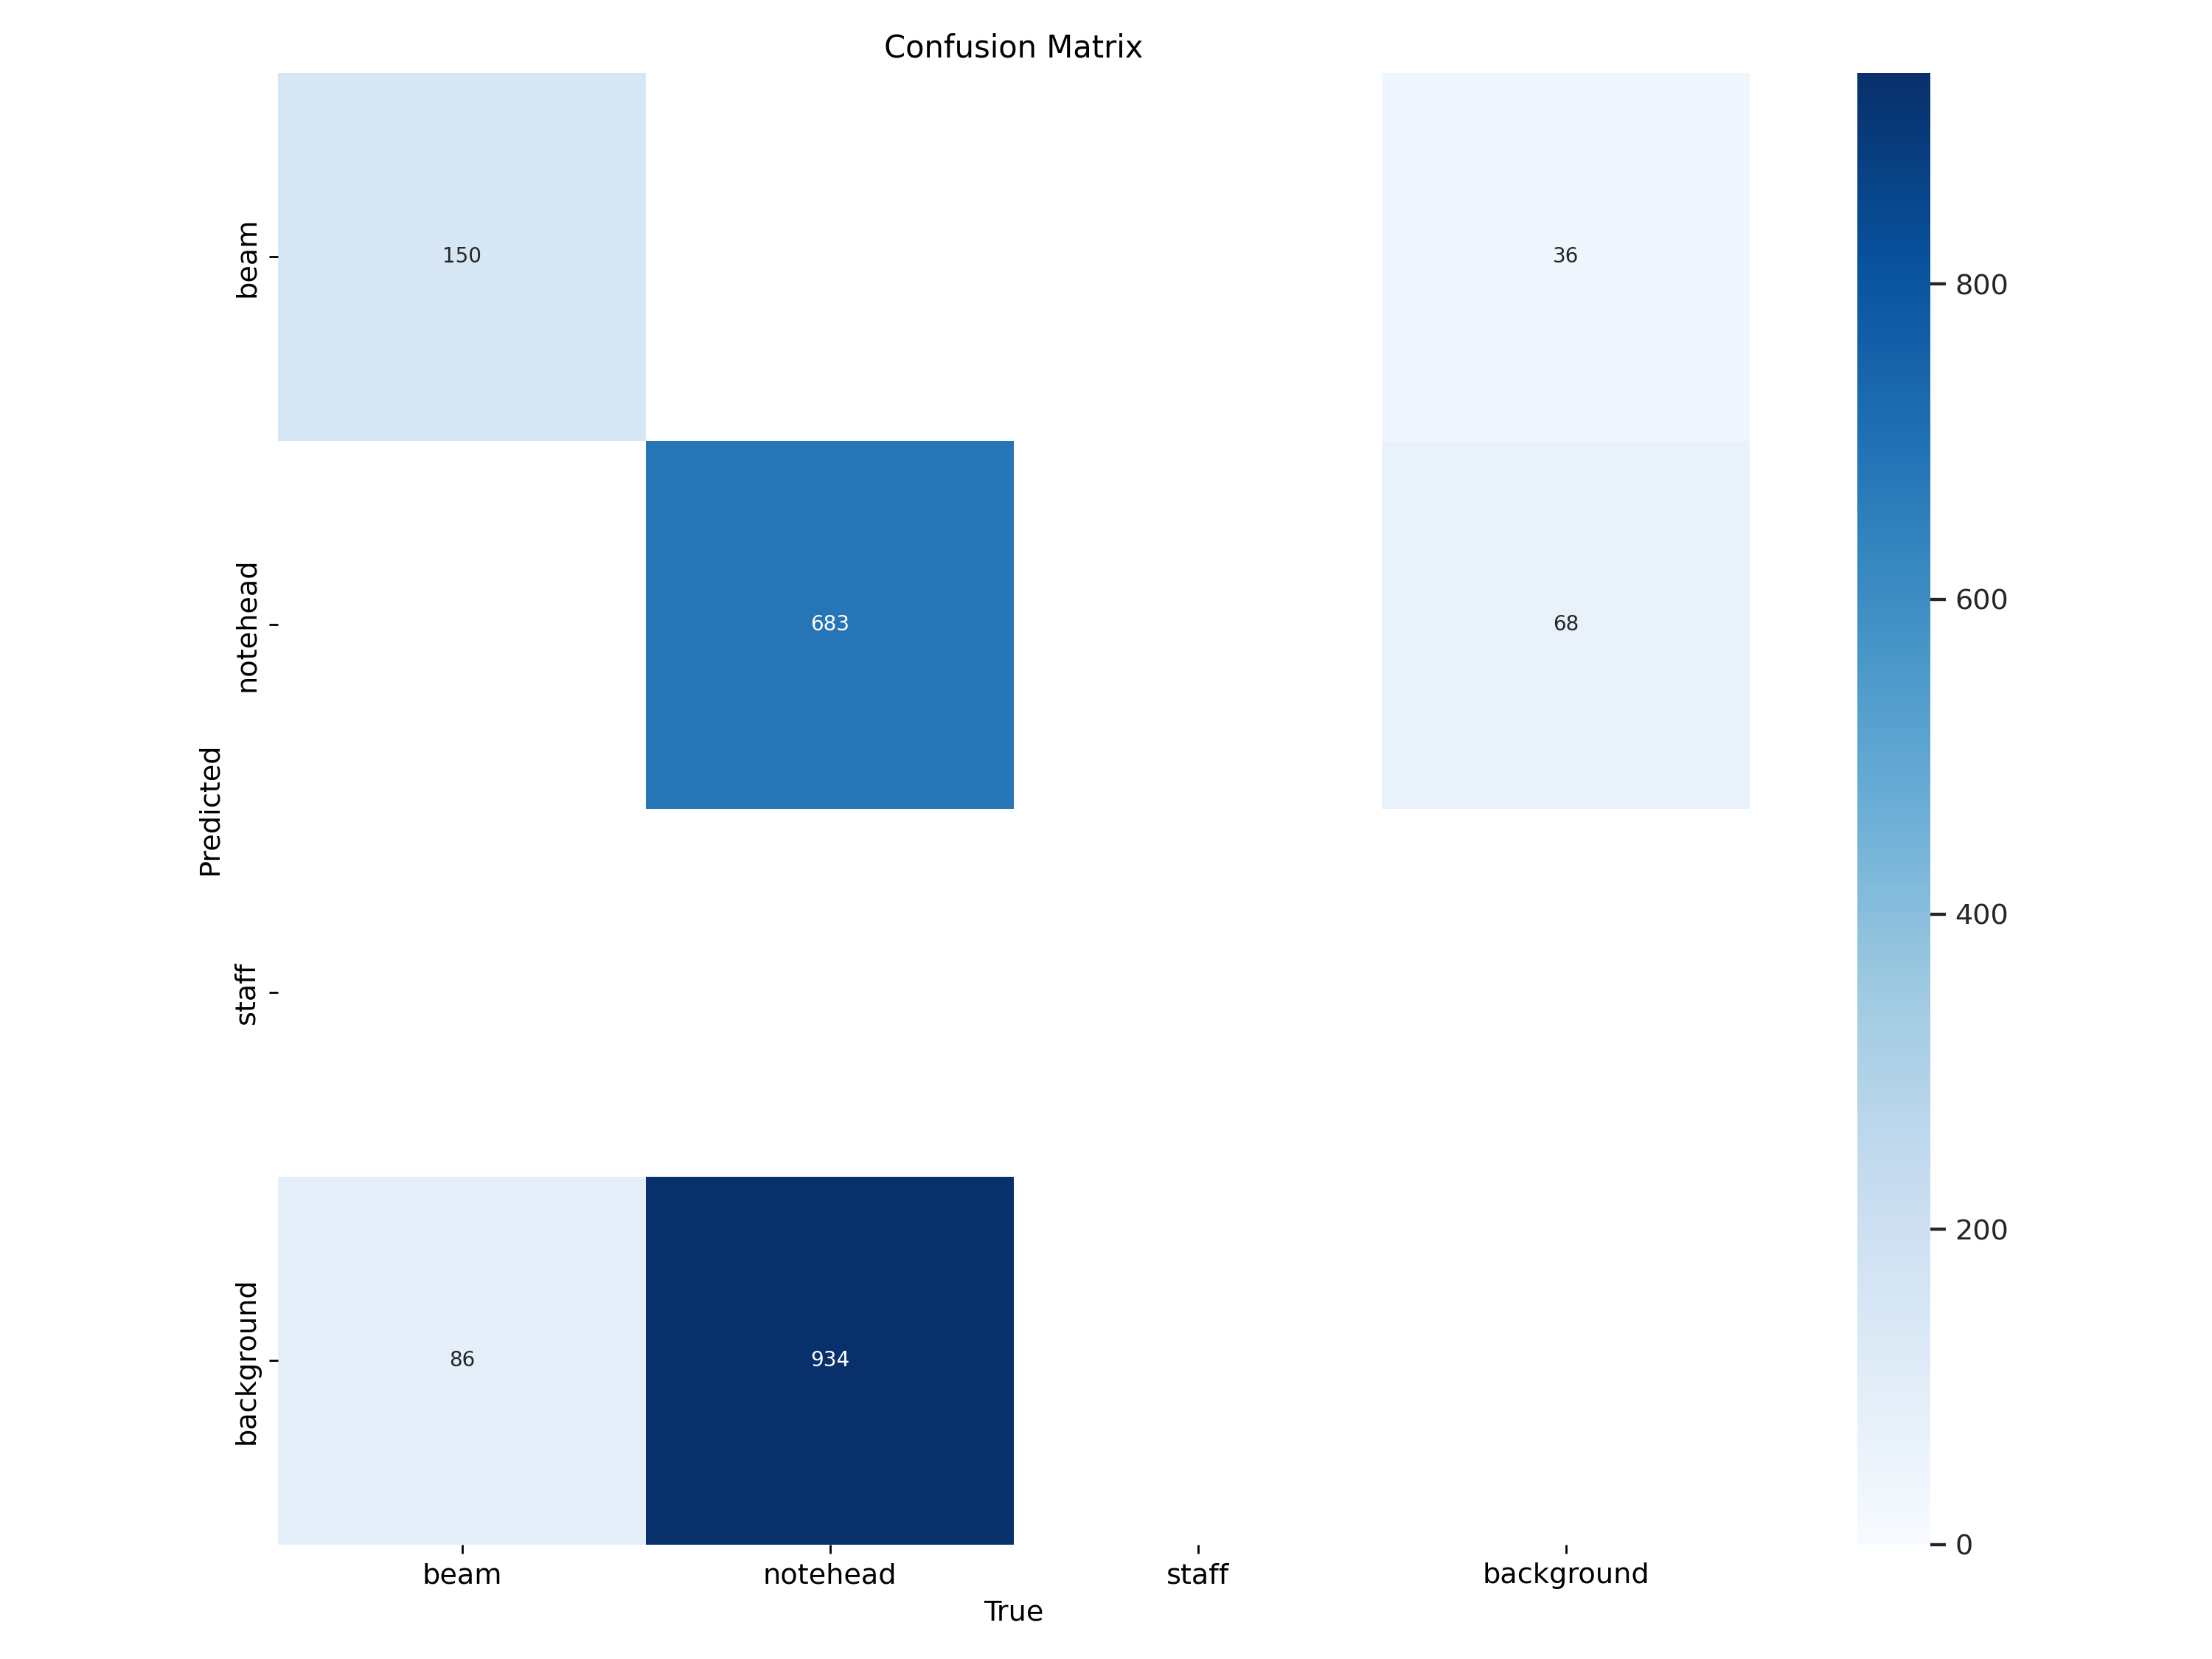 Confusion Matrix
beam
150
36
800
notehead
683
68
600
Predicted
400
staff
200
background
86
934
0
beam notehead staff background
True